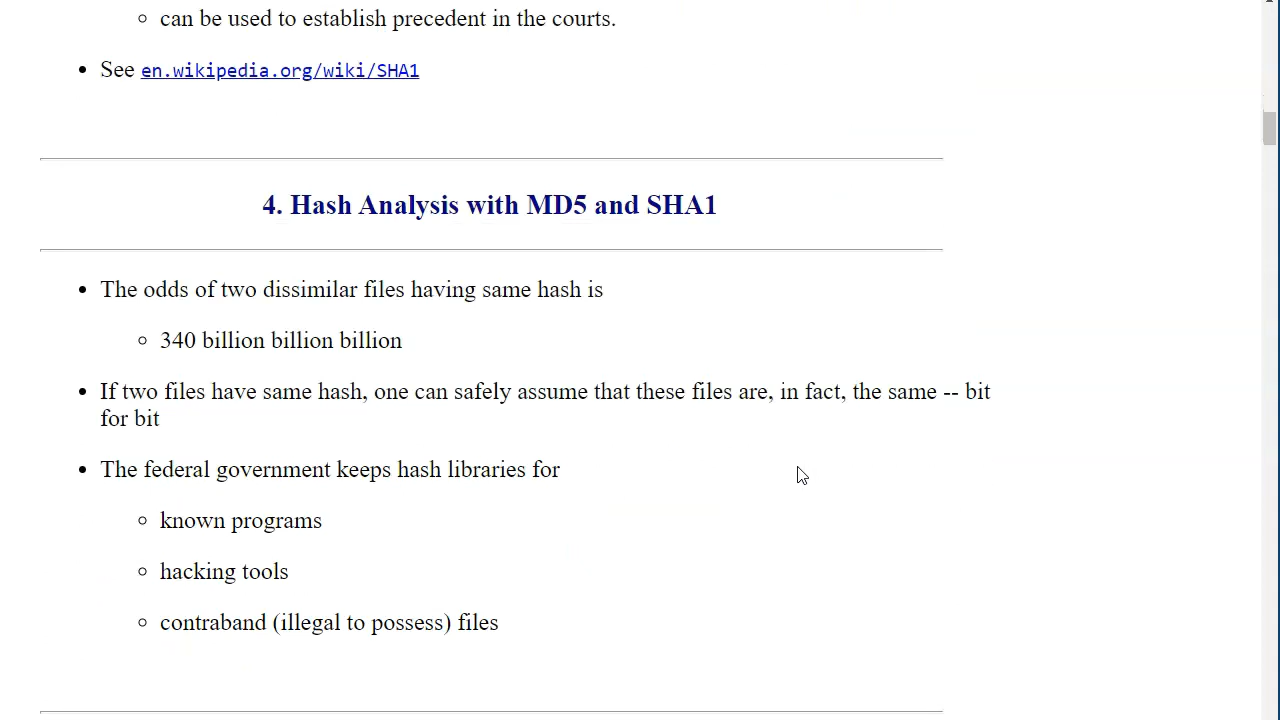 can be used to establish precedent in the courts.
See en.wikipedia.org/wiki/SHA1
4. Hash Analysis with MD5 and SHA1
The odds of two dissimilar files having same hash is
340 billion billion billion
If two files have same hash, one can safely assume that these files are, in fact, the same -- bit
for bit
The federal government keeps hash libraries for
known programs
hacking tools
contraband (illegal to possess) files